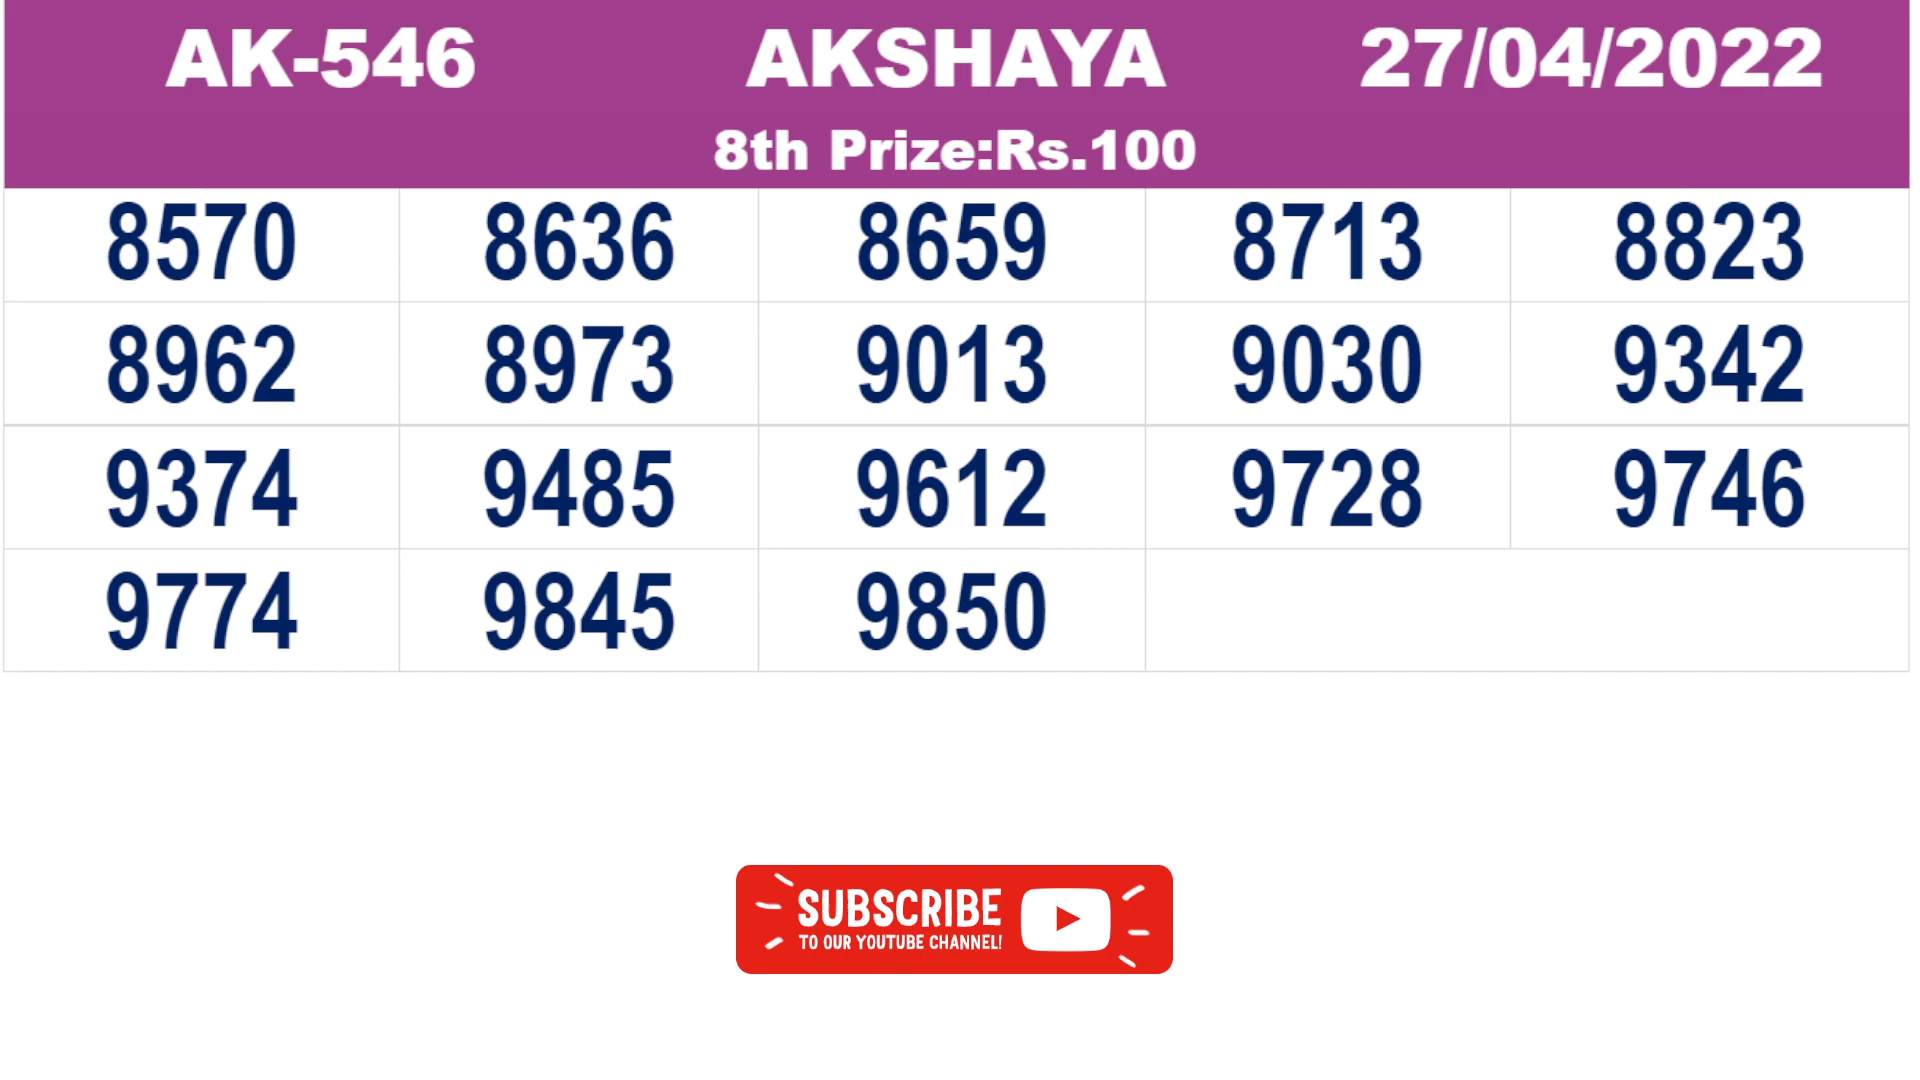 AK-546 AKSHAYA 27/04/2022
8th Prize:Rs.100
8570 8636 8659 8713 8823
8962 8973 9013 9030 9342
9374 9485 9612 9728 9746
9774 9845 9850
SUBSCRIBE
TO OUR YOUTUBE CHANNEL!